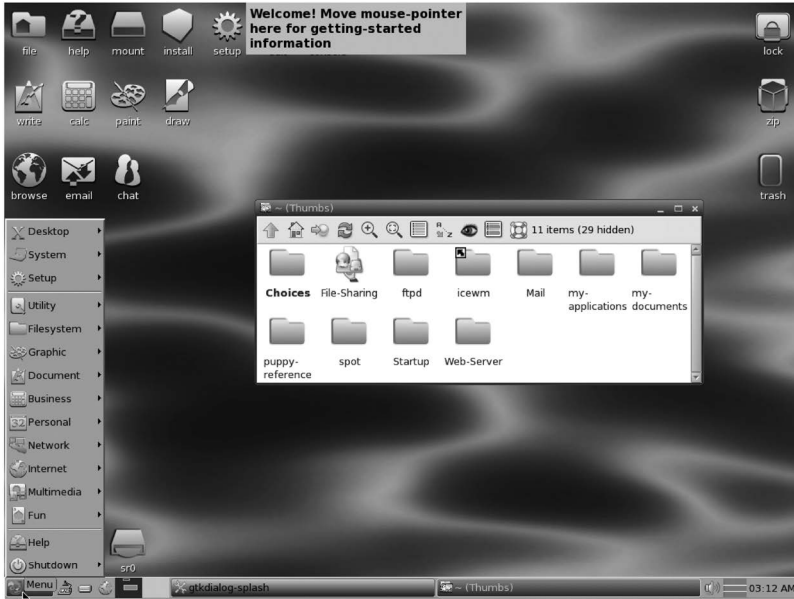 Welcome! Move mouse-pointer
here for getting-started
information
file help mount install setup
lock
write calc paint draw
zip
browse email chat
trash
~ (Thumbs)
11 items (29 hidden)
Choices File-Sharing ftpd icewm Mail my-applications my-documents
puppy-reference spot Startup Web-Server
Desktop
System
Setup
Utility
Filesystem
Graphic
Document
Business
32 Personal
Network
Internet
Multimedia
Fun
Help
Shutdown
sr0
Menu
gtkdialog-splash
~ (Thumbs)
03:12 AM